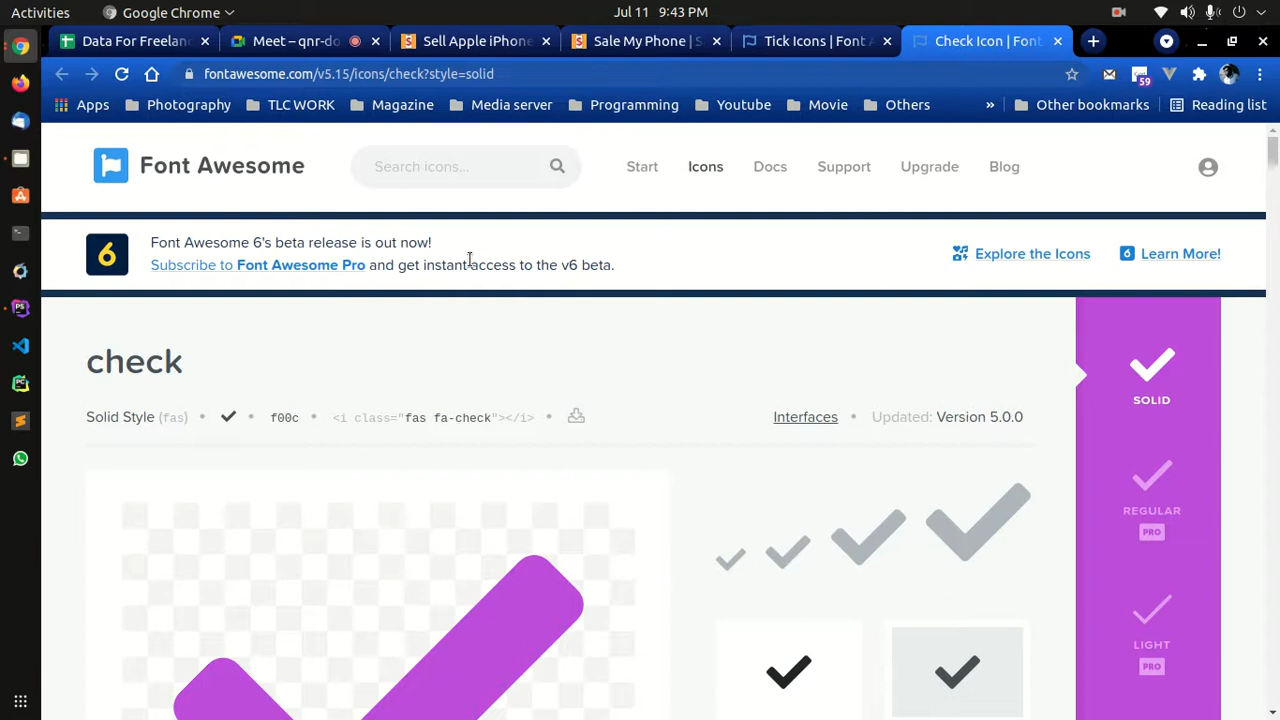 Activities
Google Chrome
Jul 11 9:43 PM
Data For Freelan
Meet – qnr-do
Sell Apple iPhone
Sale My Phone | S
Tick Icons | Font A
Check Icon | Font
fontawesome.com/v5.15/icons/check?style=solid
59
Apps
Photography
TLC WORK
Magazine
Media server
Programming
Youtube
Movie
Others
»
Other bookmarks
Reading list
Font Awesome
Search icons...
Start
Icons
Docs
Support
Upgrade
Blog
6
Font Awesome 6's beta release is out now!
Subscribe to Font Awesome Pro and get instant access to the v6 beta.
Explore the Icons
6
Learn More!
check
SOLID
Solid Style (fas)
f00c
<i class="fas fa-check"></i>
Interfaces
Updated: Version 5.0.0
REGULAR
PRO
LIGHT
PRO